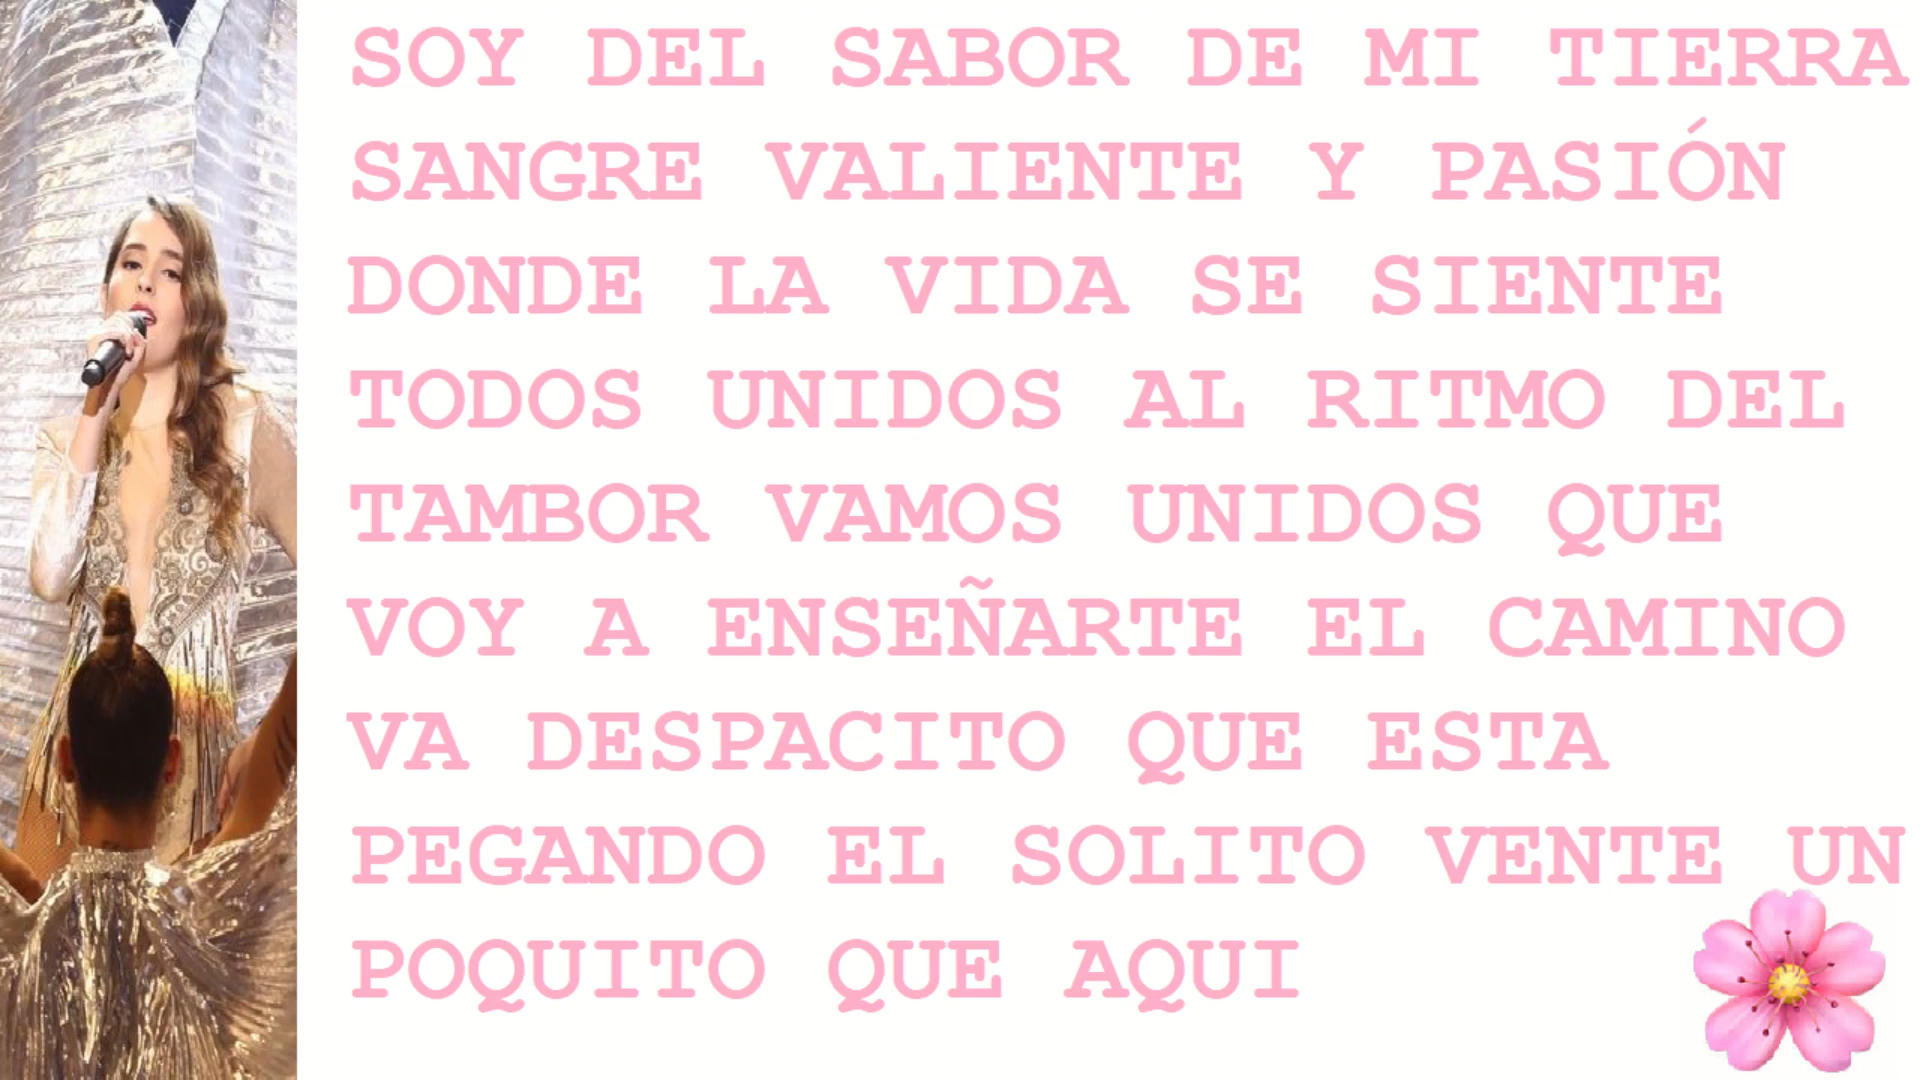 SOY DEL SABOR DE MI TIERRA
SANGRE VALIENTE Y PASIÓN
DONDE LA VIDA SE SIENTE
TODOS UNIDOS AL RITMO DEL
TAMBOR VAMOS UNIDOS QUE
VOY A ENSEÑARTE EL CAMINO
VA DESPACITO QUE ESTA
PEGANDO EL SOLITO VENTE UN
POQUITO QUE AQUI